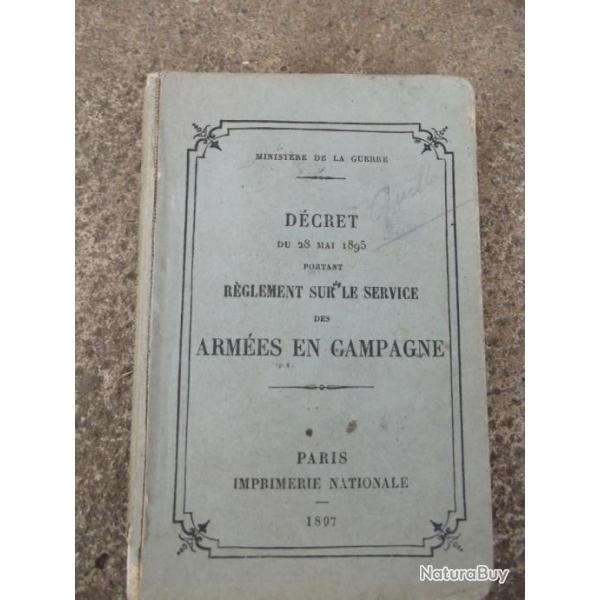 MINISTÈRE DE LA GUERRE
DÉCRET
DU 28 MAI 1895
PORTANT
RÈGLEMENT SUR LE SERVICE
DES
ARMÉES EN CAMPAGNE
PARIS
IMPRIMERIE NATIONALE
1897
NaturaBuy